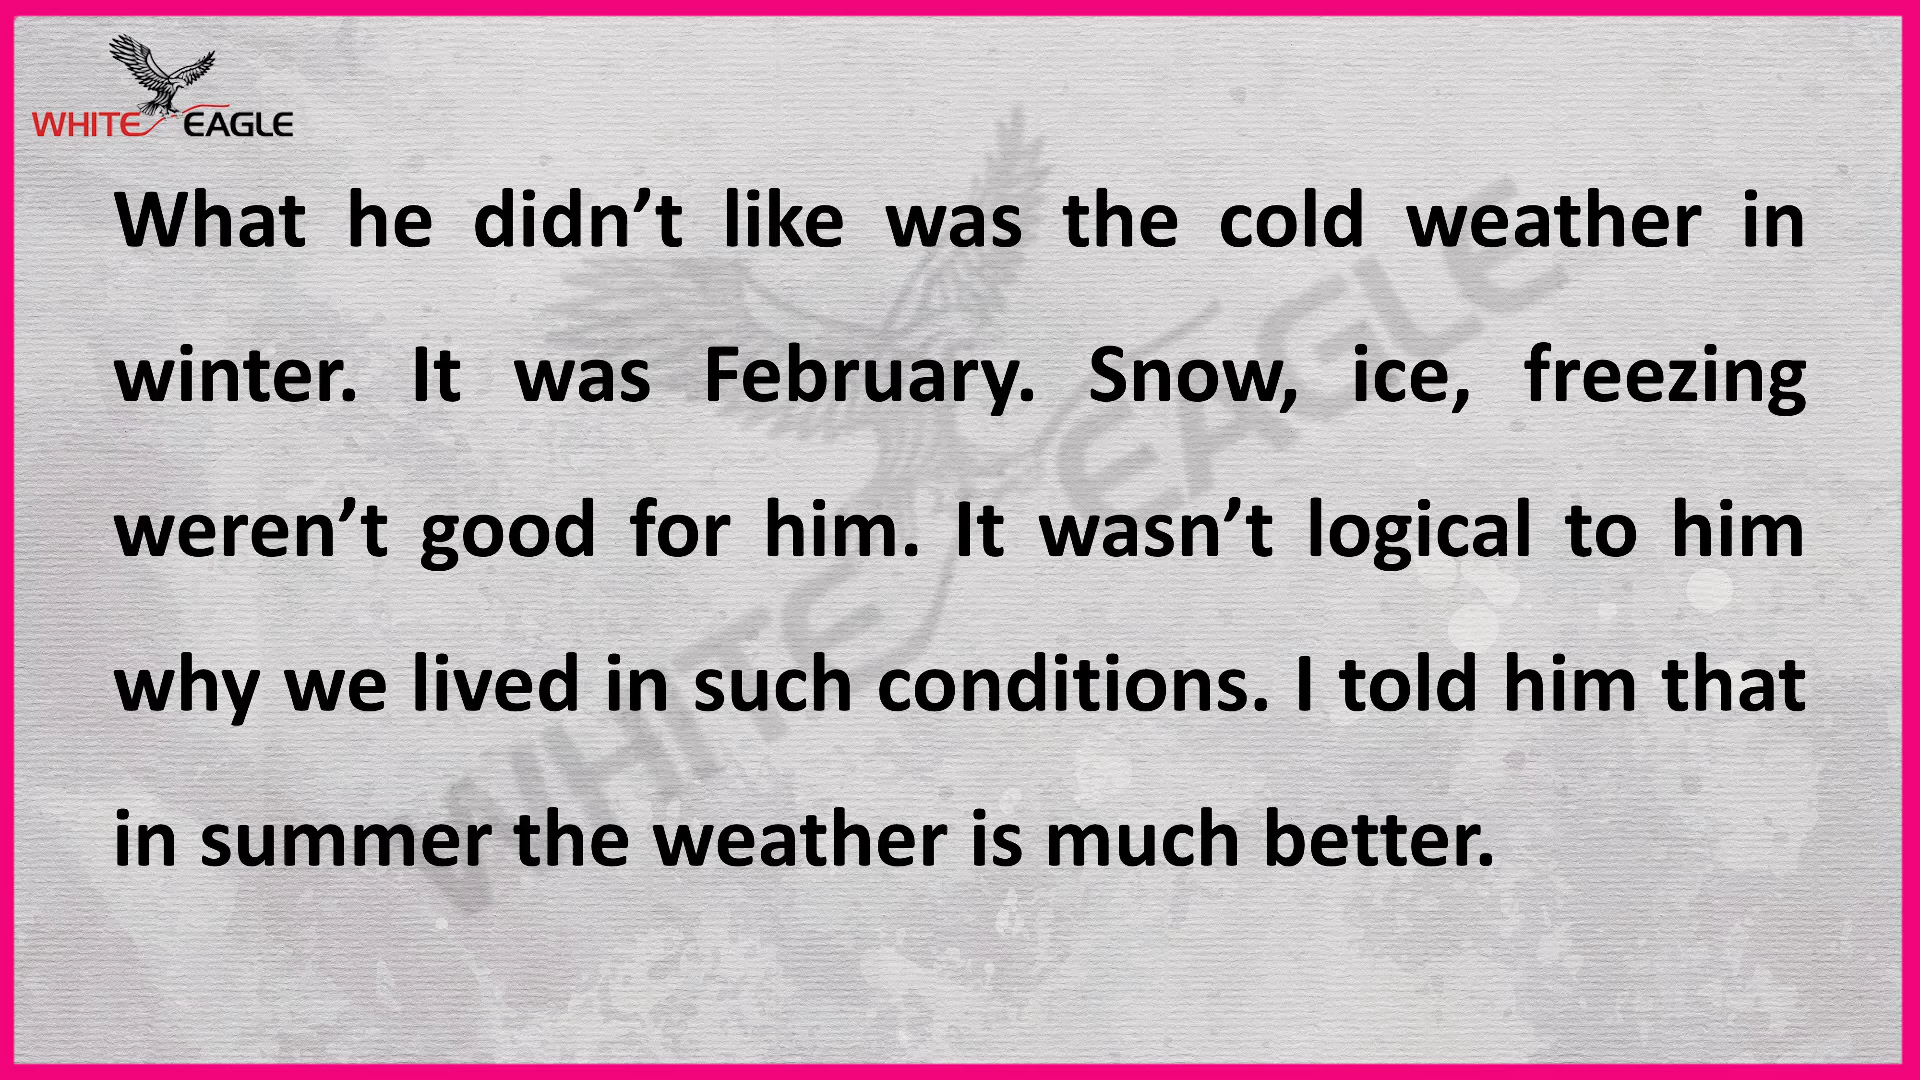 WHITE EAGLE
What he didn’t like was the cold weather in
winter. It was February. Snow, ice, freezing
weren’t good for him. It wasn’t logical to him
why we lived in such conditions. I told him that
in summer the weather is much better.
WHITE EAGLE